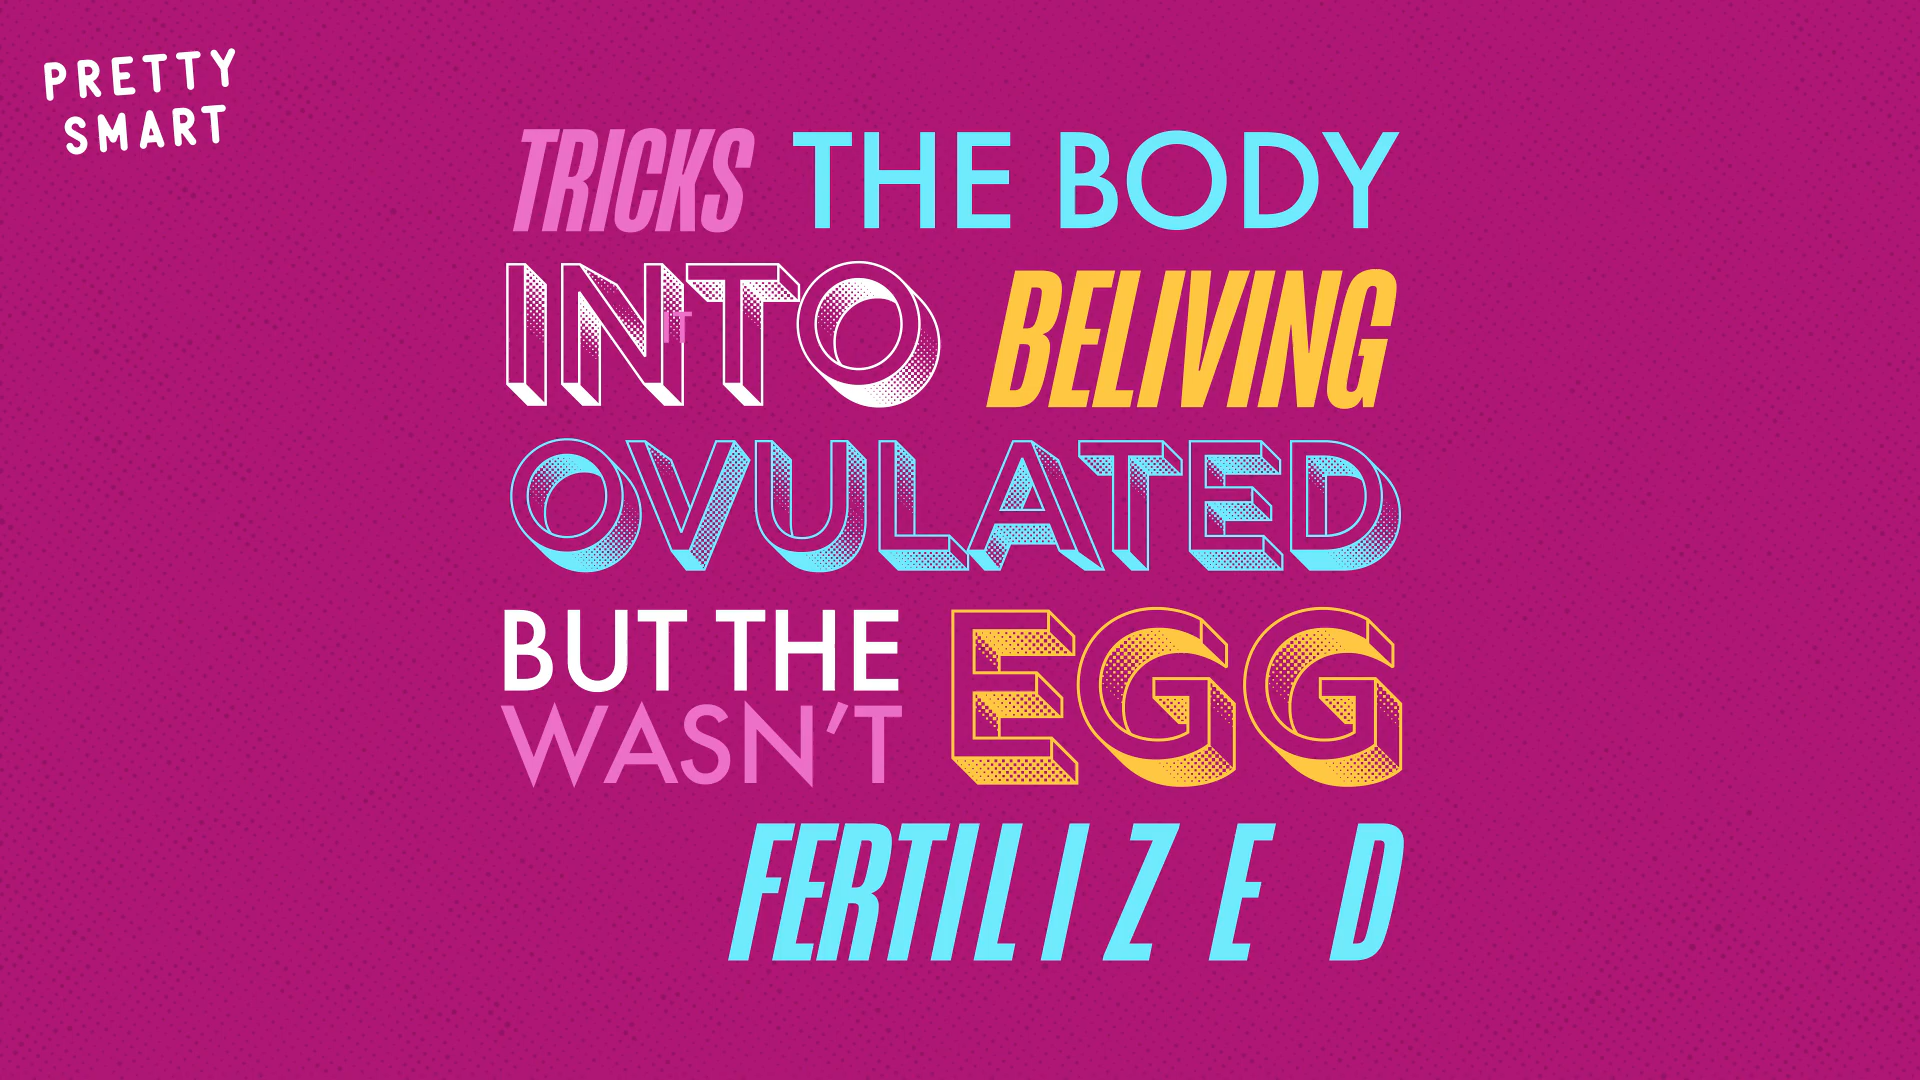 PRETTY
SMART
TRICKS THE BODY
INTO BELIVING
IT
OVULATED
BUT THE
WASN'T EGG
FERTILIZED